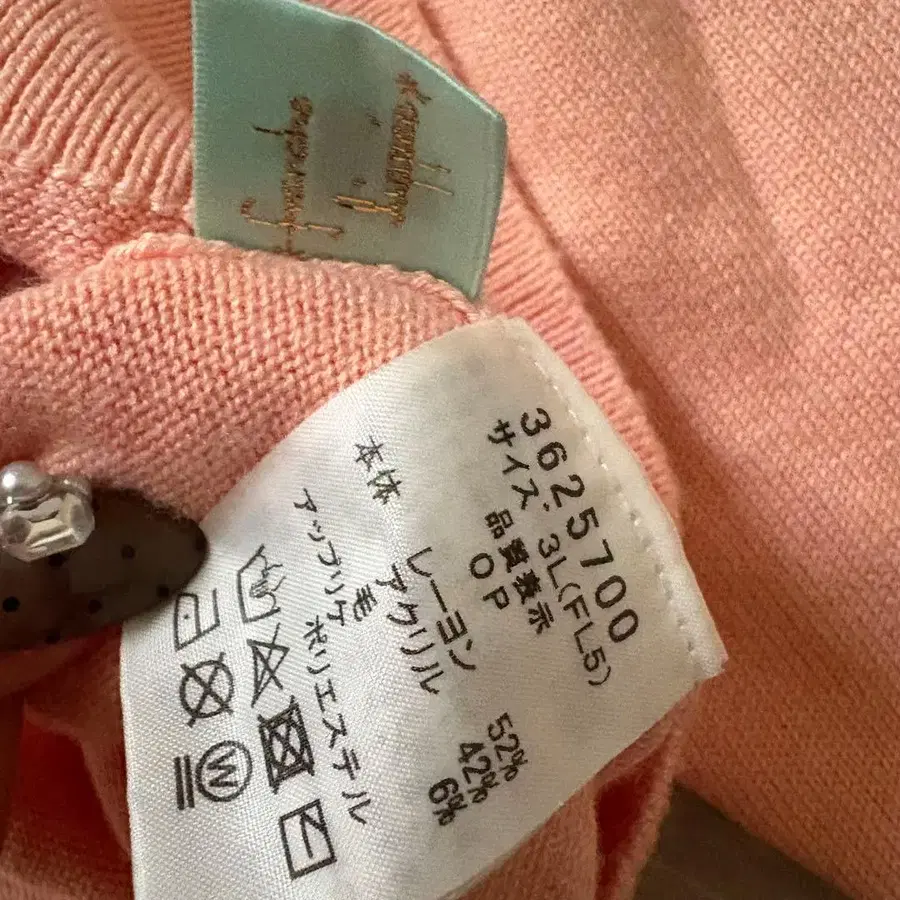 3625700
サイズ 3L(FL5)
品質表示
OP
本体 レーヨン 52%
アクリル 42%
毛 6%
アップリケ ポリエステル
W